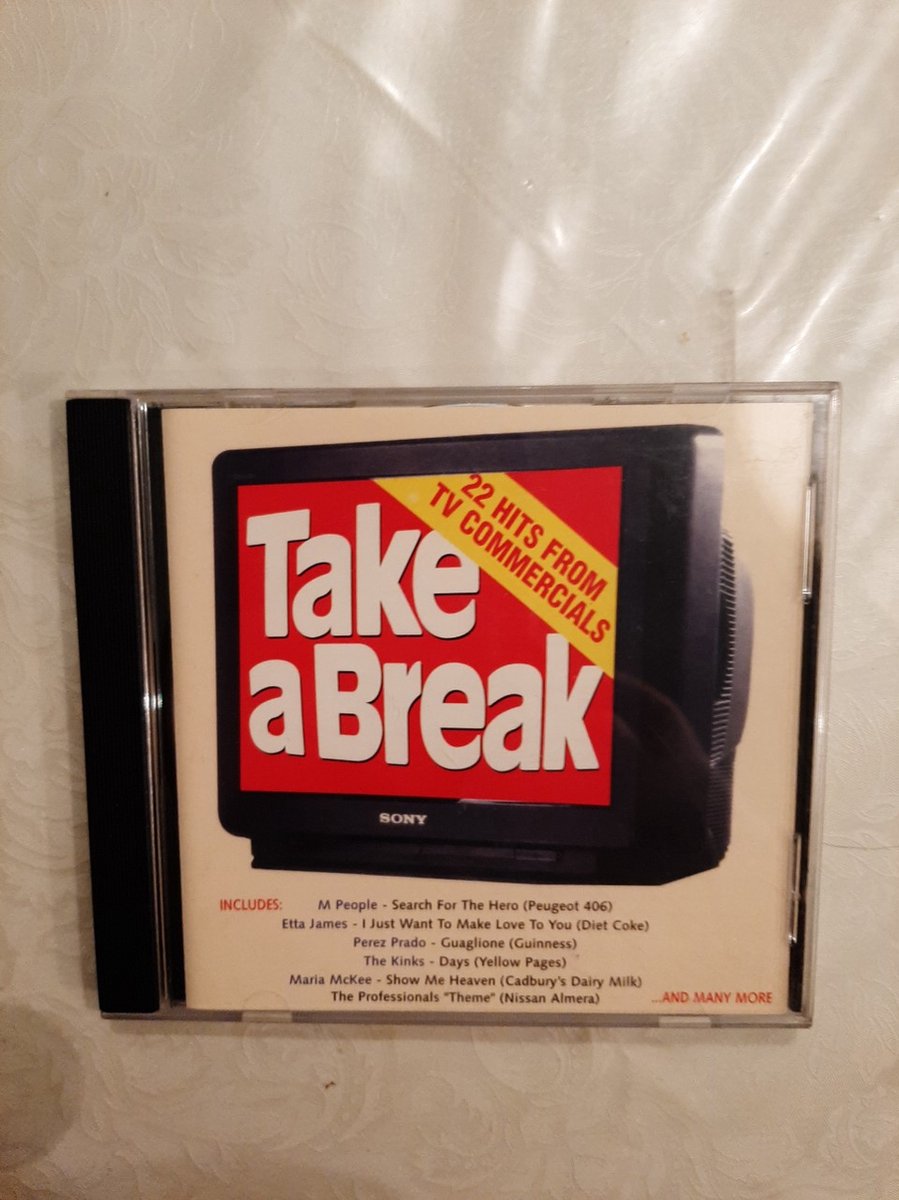 22 HITS FROM
TV COMMERCIALS
Take
a Break
SONY
INCLUDES: M People - Search For The Hero (Peugeot 406)
Etta James - I Just Want To Make Love To You (Diet Coke)
Perez Prado - Guaglione (Guinness)
The Kinks - Days (Yellow Pages)
Maria McKee - Show Me Heaven (Cadbury's Dairy Milk)
The Professionals "Theme" (Nissan Almera) ...AND MANY MORE